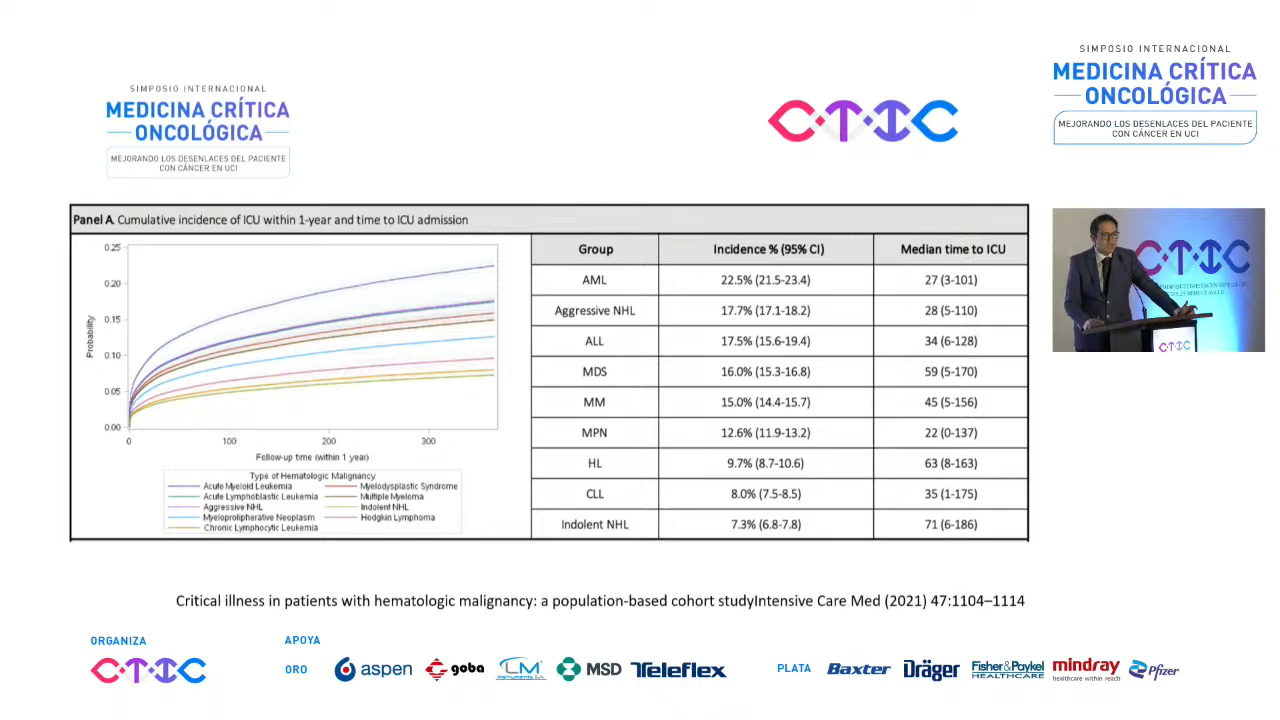 SIMPOSIO INTERNACIONAL
MEDICINA CRÍTICA
ONCOLÓGICA
MEJORANDO LOS DESENLACES DEL PACIENTE
CON CÁNCER EN UCI
CTIC
SIMPOSIO INTERNACIONAL
MEDICINA CRÍTICA
ONCOLÓGICA
MEJORANDO LOS DESENLACES DEL PACIENTE
CON CÁNCER EN UCI
Panel A. Cumulative incidence of ICU within 1-year and time to ICU admission
0.25
0.20
0.15
0.10
0.05
0.00
Probability
0 100 200 300
Follow-up time (within 1 year)
Type of Hematologic Malignancy
Acute Myeloid Leukemia Myelodysplastic Syndrome
Acute Lymphoblastic Leukemia Multiple Myeloma
Aggressive NHL Indolent NHL
Myeloprolipherative Neoplasm Hodgkin Lymphoma
Chronic Lymphocytic Leukemia
Group Incidence % (95% CI) Median time to ICU
AML 22.5% (21.5-23.4) 27 (3-101)
Aggressive NHL 17.7% (17.1-18.2) 28 (5-110)
ALL 17.5% (15.6-19.4) 34 (6-128)
MDS 16.0% (15.3-16.8) 59 (5-170)
MM 15.0% (14.4-15.7) 45 (5-156)
MPN 12.6% (11.9-13.2) 22 (0-137)
HL 9.7% (8.7-10.6) 63 (8-163)
CLL 8.0% (7.5-8.5) 35 (1-175)
Indolent NHL 7.3% (6.8-7.8) 71 (6-186)
CTIC
CTIC
Critical illness in patients with hematologic malignancy: a population-based cohort studyIntensive Care Med (2021) 47:1104–1114
ORGANIZA
CTIC
APOYA
ORO
aspen
goba
LM
instruments S.A.
MSD
Teleflex
PLATA
Baxter
Dräger
Fisher & Paykel
HEALTHCARE
mindray
healthcare within reach
Pfizer